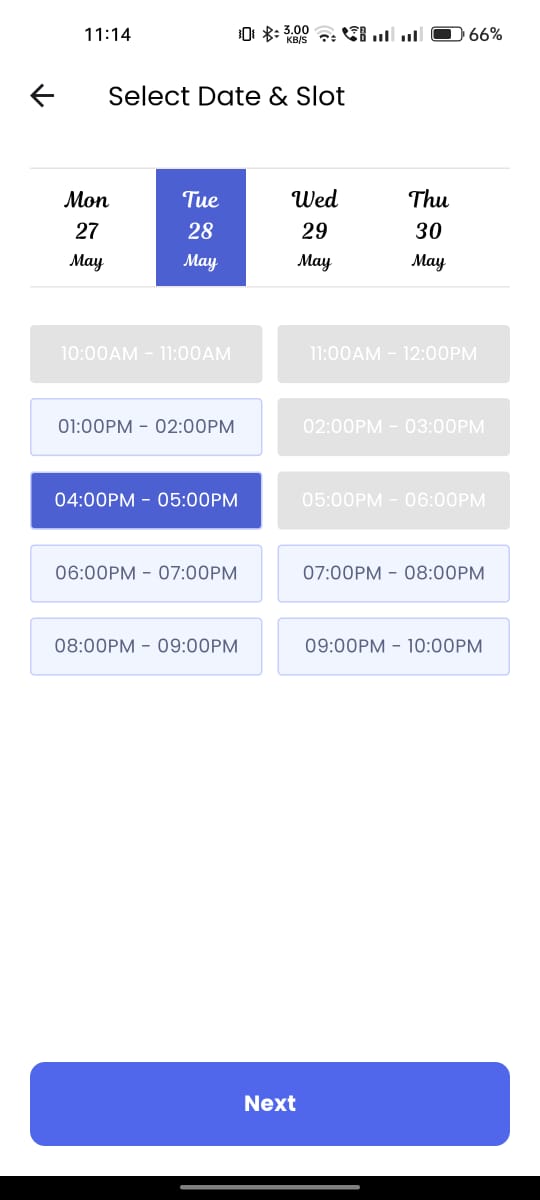 11:14
3.00
KB/S
66%
Select Date & Slot
Mon Tue Wed Thu
27 28 29 30
May May May May
10:00AM - 11:00AM 11:00AM - 12:00PM
01:00PM - 02:00PM 02:00PM - 03:00PM
04:00PM - 05:00PM 05:00PM - 06:00PM
06:00PM - 07:00PM 07:00PM - 08:00PM
08:00PM - 09:00PM 09:00PM - 10:00PM
Next